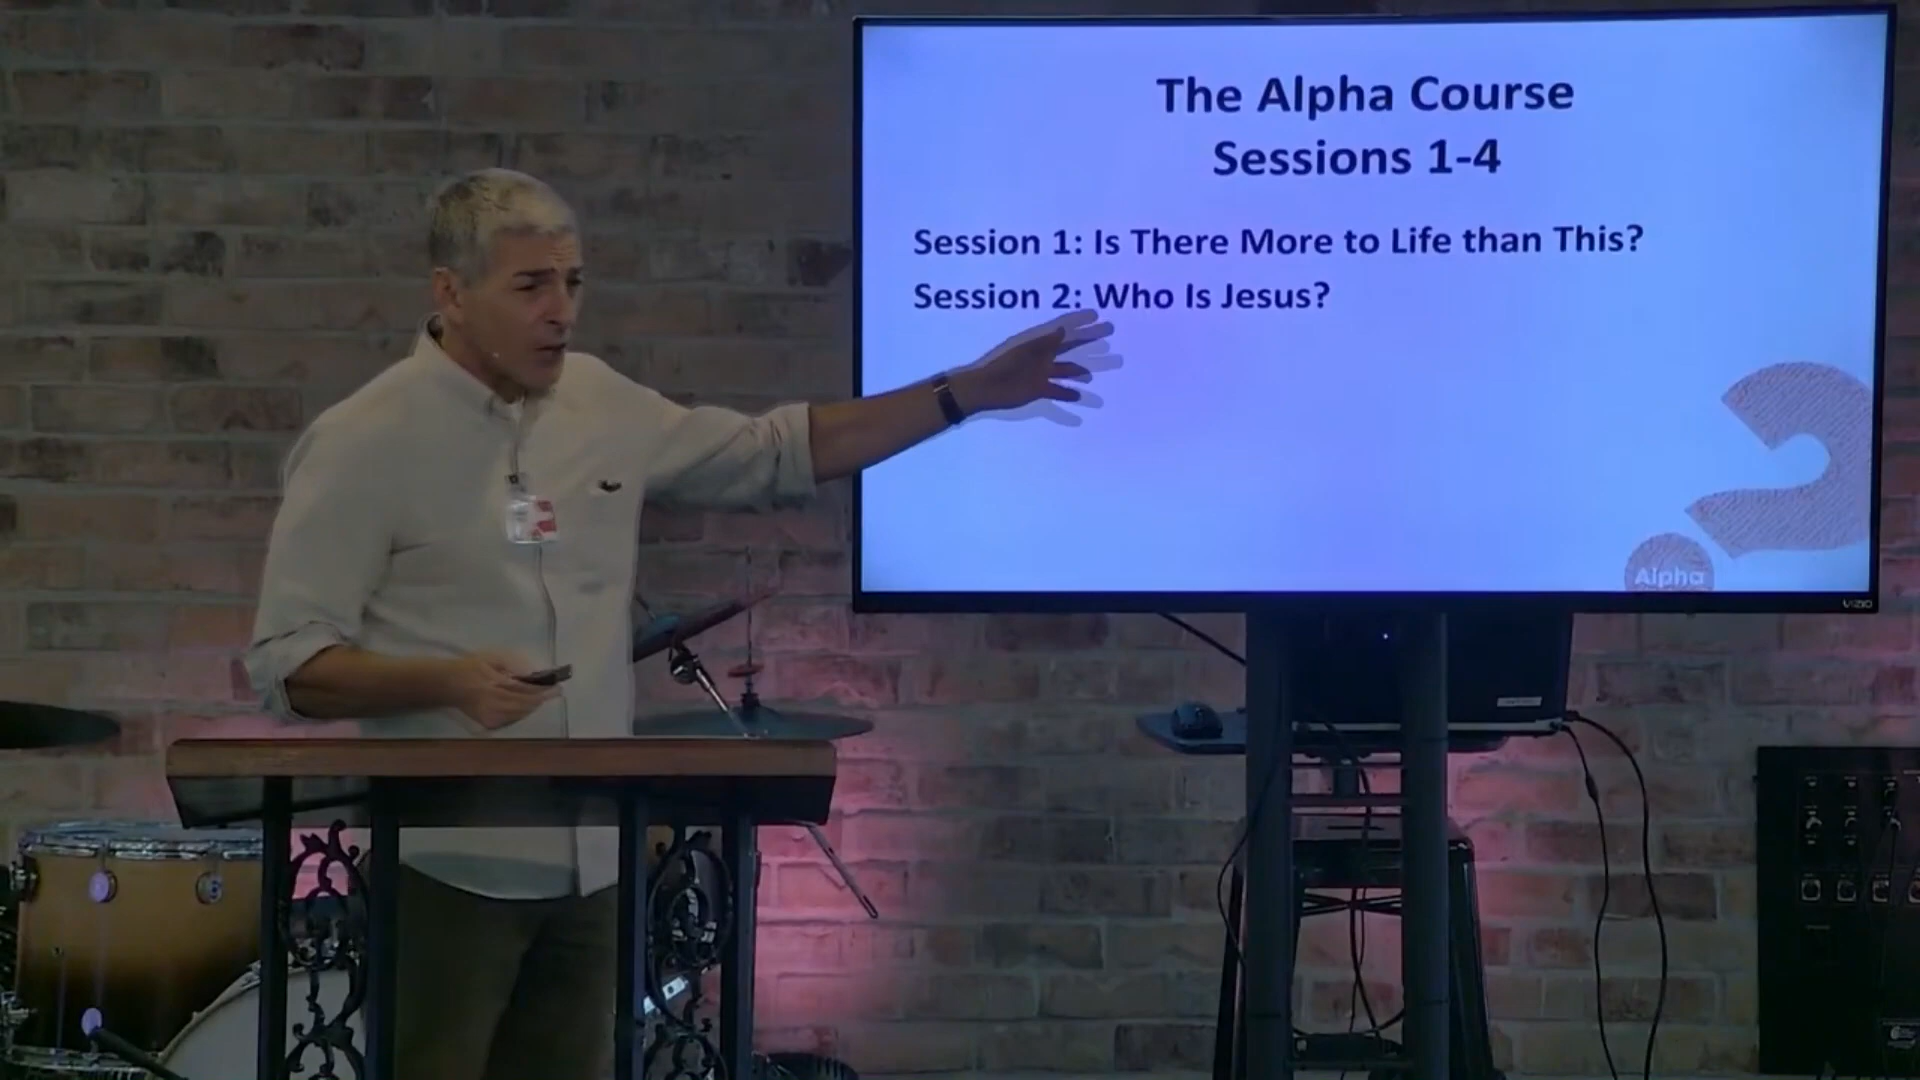 The Alpha Course
Sessions 1-4
Session 1: Is There More to Life than This?
Session 2: Who Is Jesus?
Alpha
VIZIO